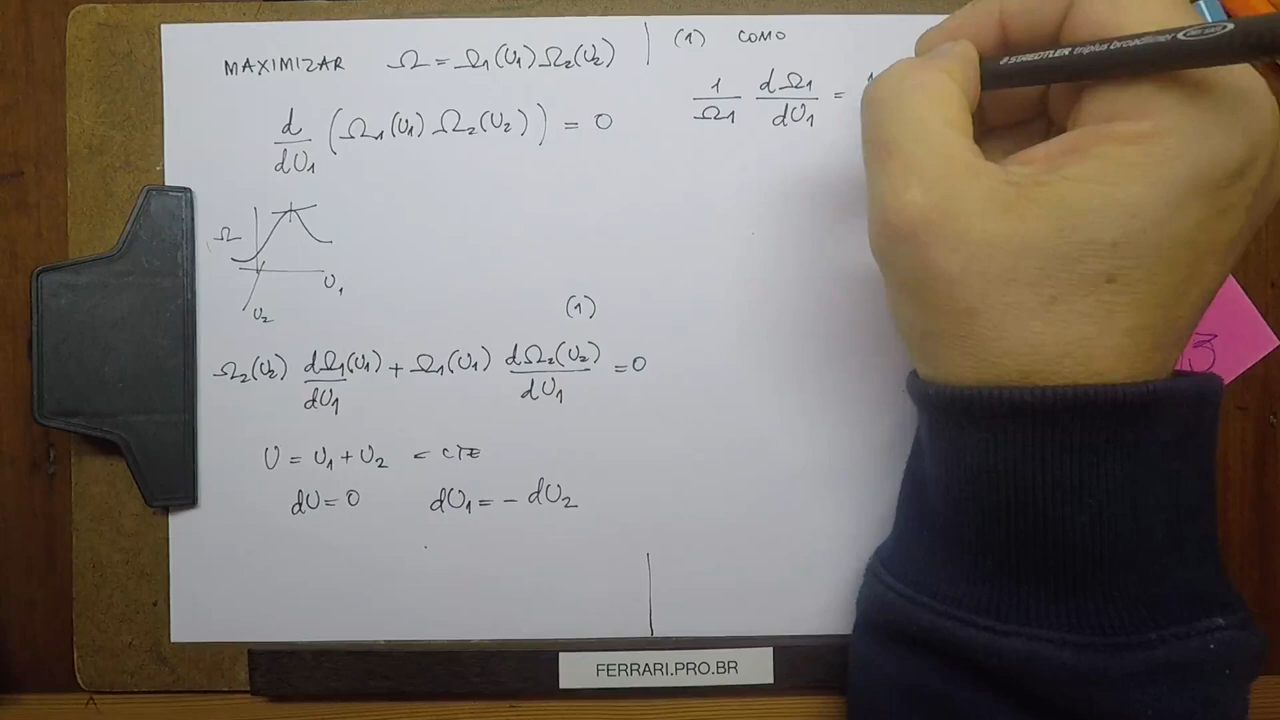 MAXIMIZAR Ω = Ω1(U1) Ω2(U2)
d/dU1 (Ω1(U1) Ω2(U2)) = 0
Ω
U1
U2
(1)
Ω2(U2) dΩ1(U1)/dU1 + Ω1(U1) dΩ2(U2)/dU1 = 0
U = U1 + U2 = CTE
dU = 0 dU1 = - dU2
(1) COMO
1/Ω1 dΩ1/dU1 =
STAEDTLER triplus broadliner
3
FERRARI.PRO.BR